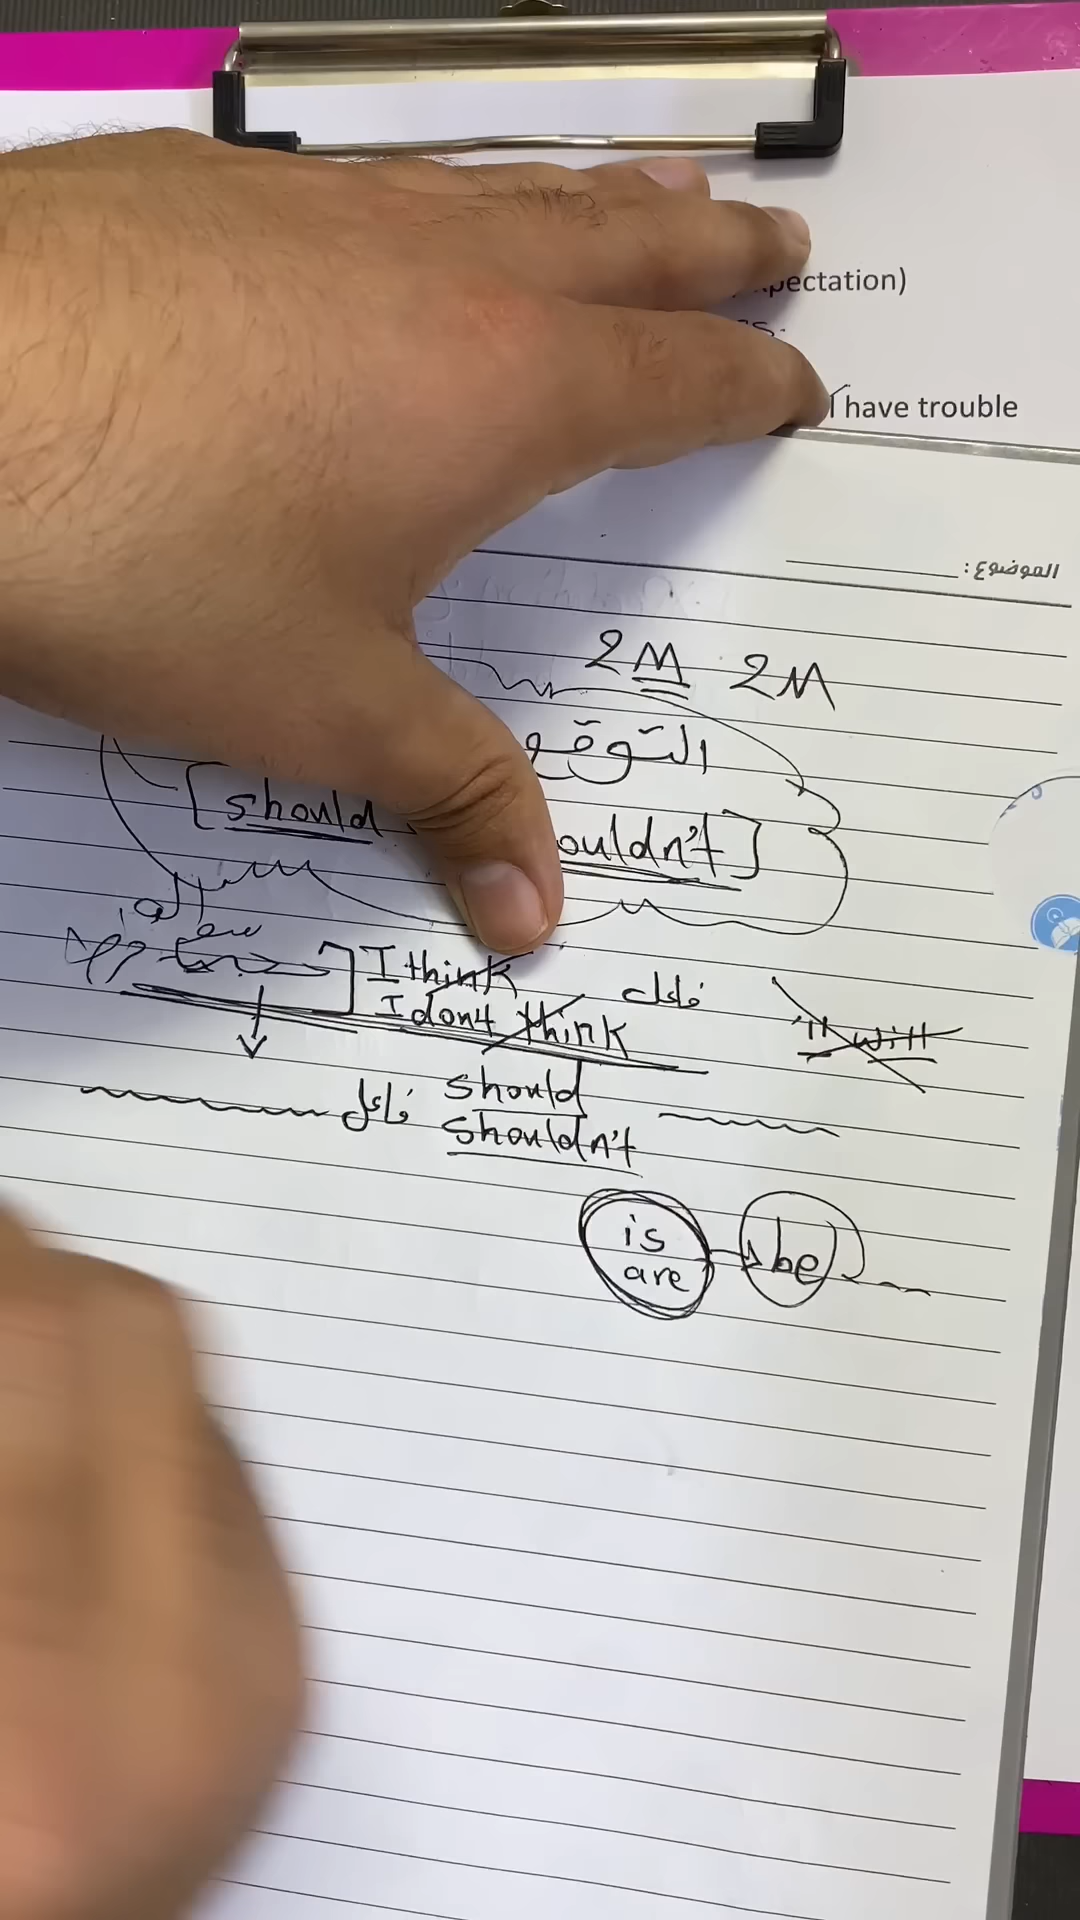 pectation)
I have trouble
الموضوع :
2M 2M
التوقع
[should ouldn't]
I think
I don't think فاعل 'll will
فاعل should
shouldn't
is
are
be